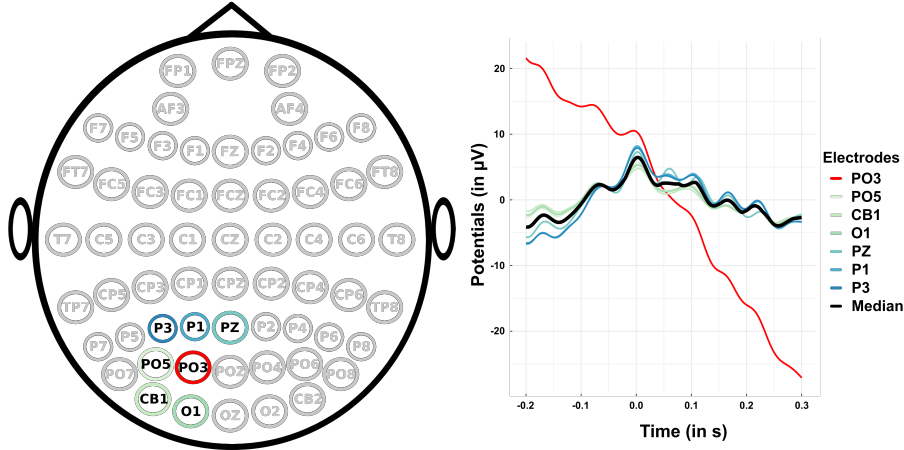 FPZ
FP1 FP2
AF3 AF4
F7 F5 F3 F1 FZ F2 F4 F6 F8
FT7 FC5 FC3 FC1 FCZ FC2 FC4 FC6 FT8
T7 C5 C3 C1 CZ C2 C4 C6 T8
TP7 CP5 CP3 CP1 CPZ CP2 CP4 CP6 TP8
P7 P5 P3 P1 PZ P2 P4 P6 P8
PO7 PO5 PO3 POZ PO4 PO6 PO8
CB1 O1 OZ O2 CB2
Potentials (in µV)
20
10
0
-10
-20
-0.2 -0.1 0.0 0.1 0.2 0.3
Time (in s)
Electrodes
PO3
PO5
CB1
O1
PZ
P1
P3
Median